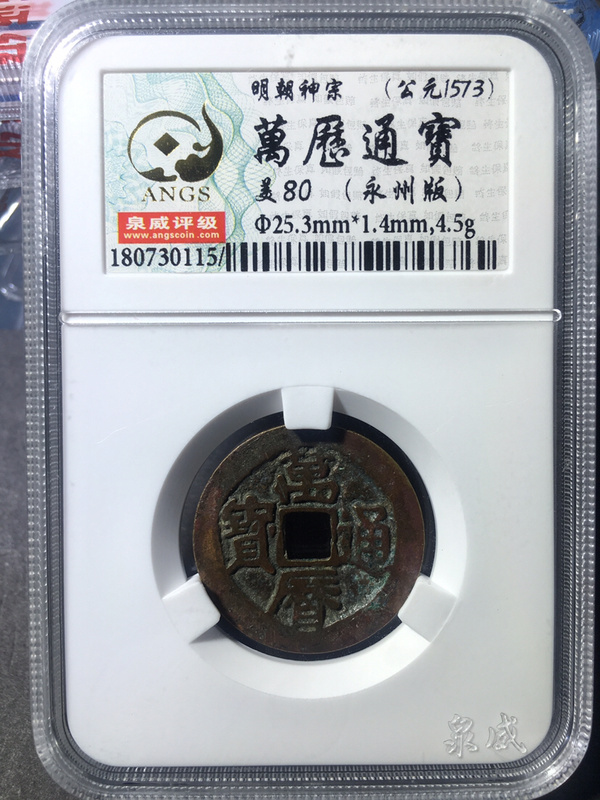 明朝神宗 （公元1573）
萬曆通寶
美80 （永州版）
Φ25.3mm*1.4mm,4.5g
ANGS
泉威评级
www.angscoin.com
180730115/
萬曆通寶
泉威